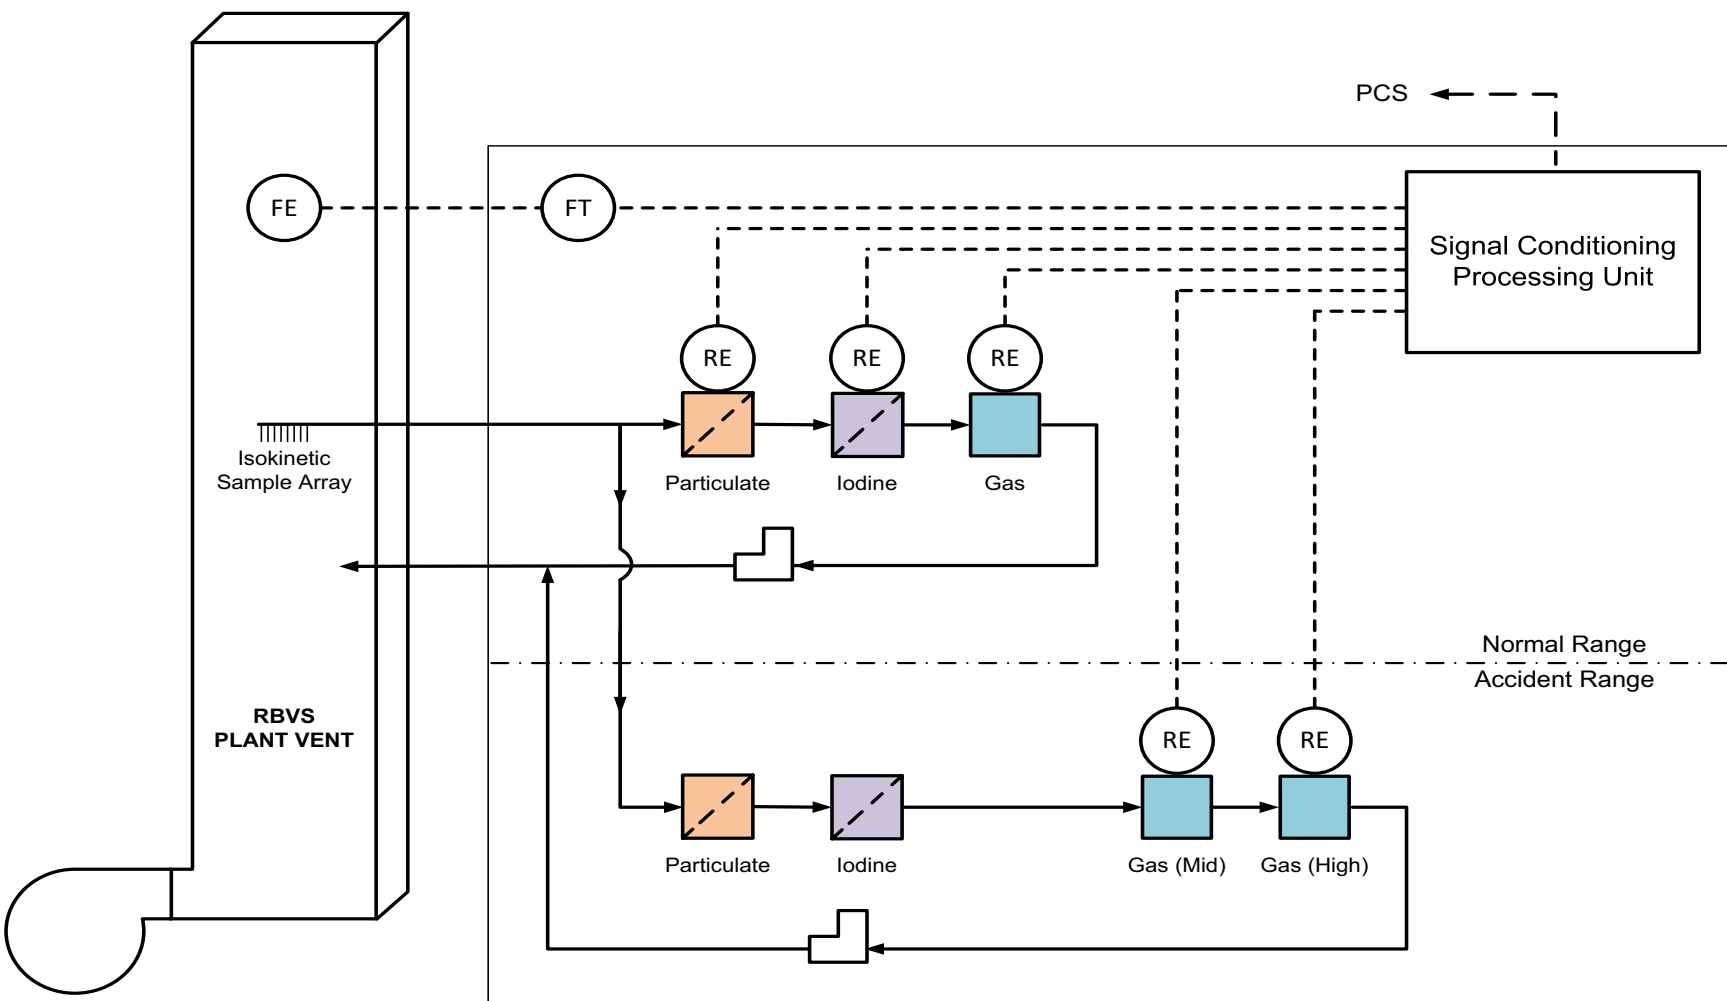 PCS
FE
FT
Signal Conditioning
Processing Unit
RE
RE
RE
Isokinetic
Sample Array
Particulate
Iodine
Gas
Normal Range
Accident Range
RBVS
PLANT VENT
RE
RE
Particulate
Iodine
Gas (Mid)
Gas (High)